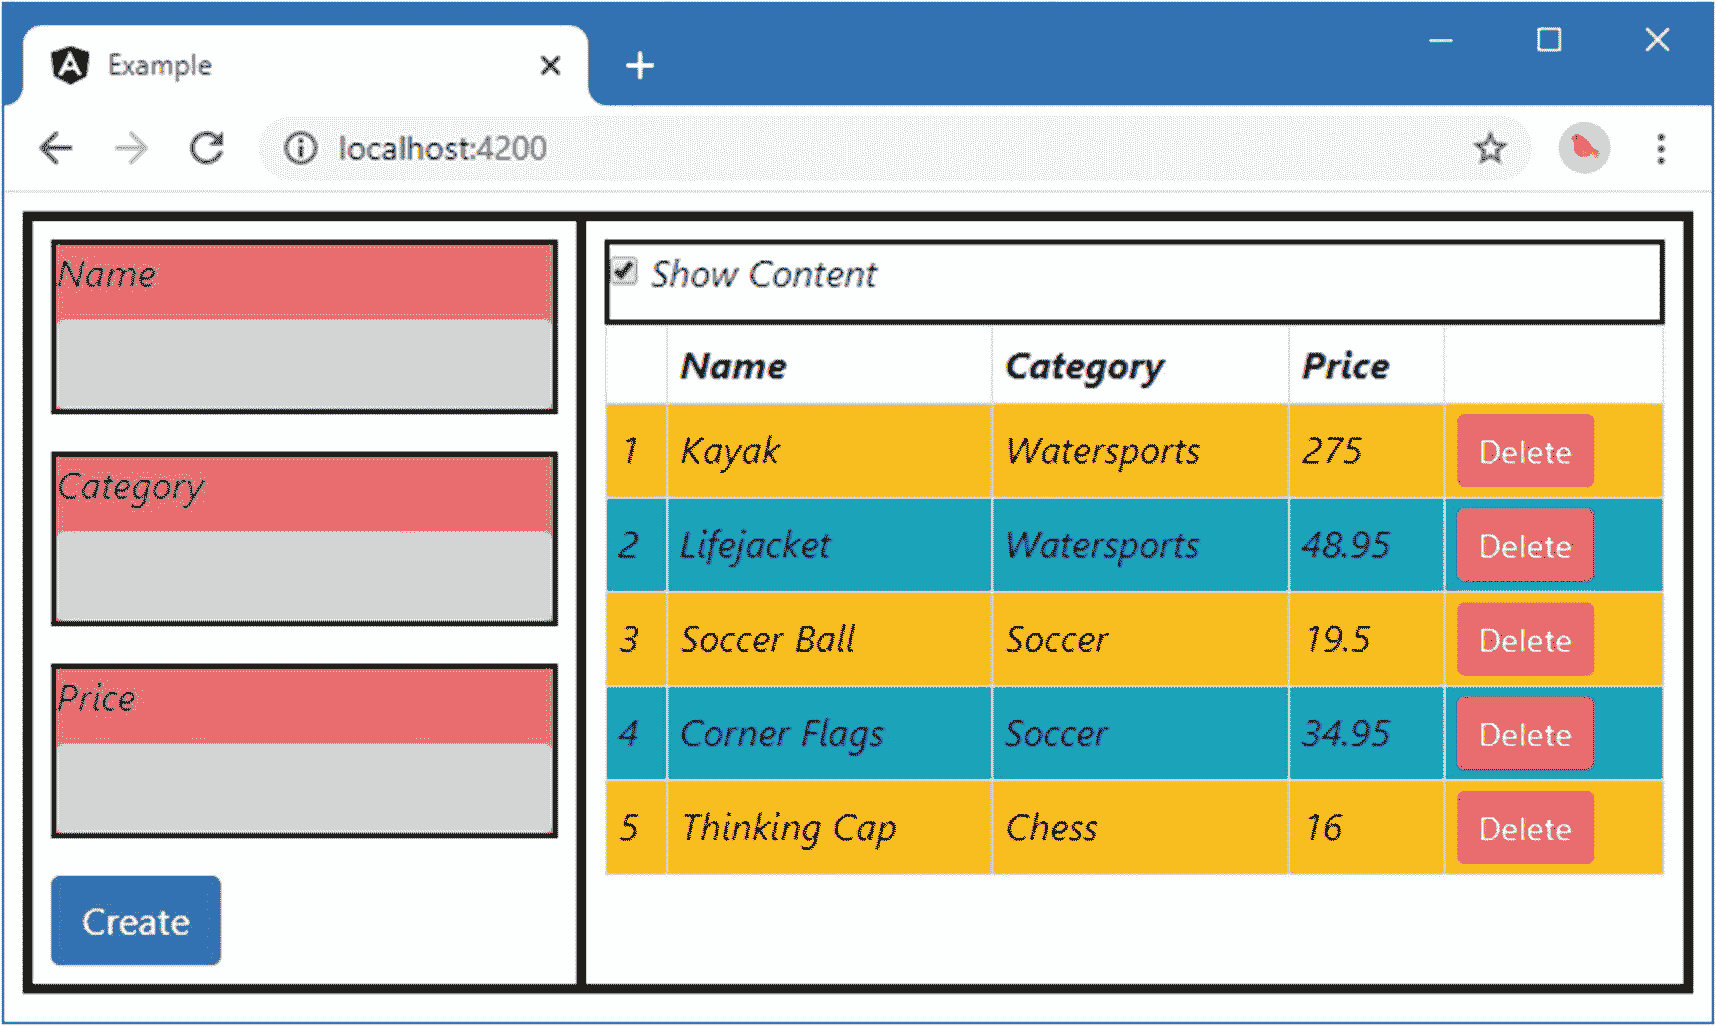 Example
localhost:4200
Name
Category
Price
Create
Show Content
Name Category Price
1 Kayak Watersports 275 Delete
2 Lifejacket Watersports 48.95 Delete
3 Soccer Ball Soccer 19.5 Delete
4 Corner Flags Soccer 34.95 Delete
5 Thinking Cap Chess 16 Delete